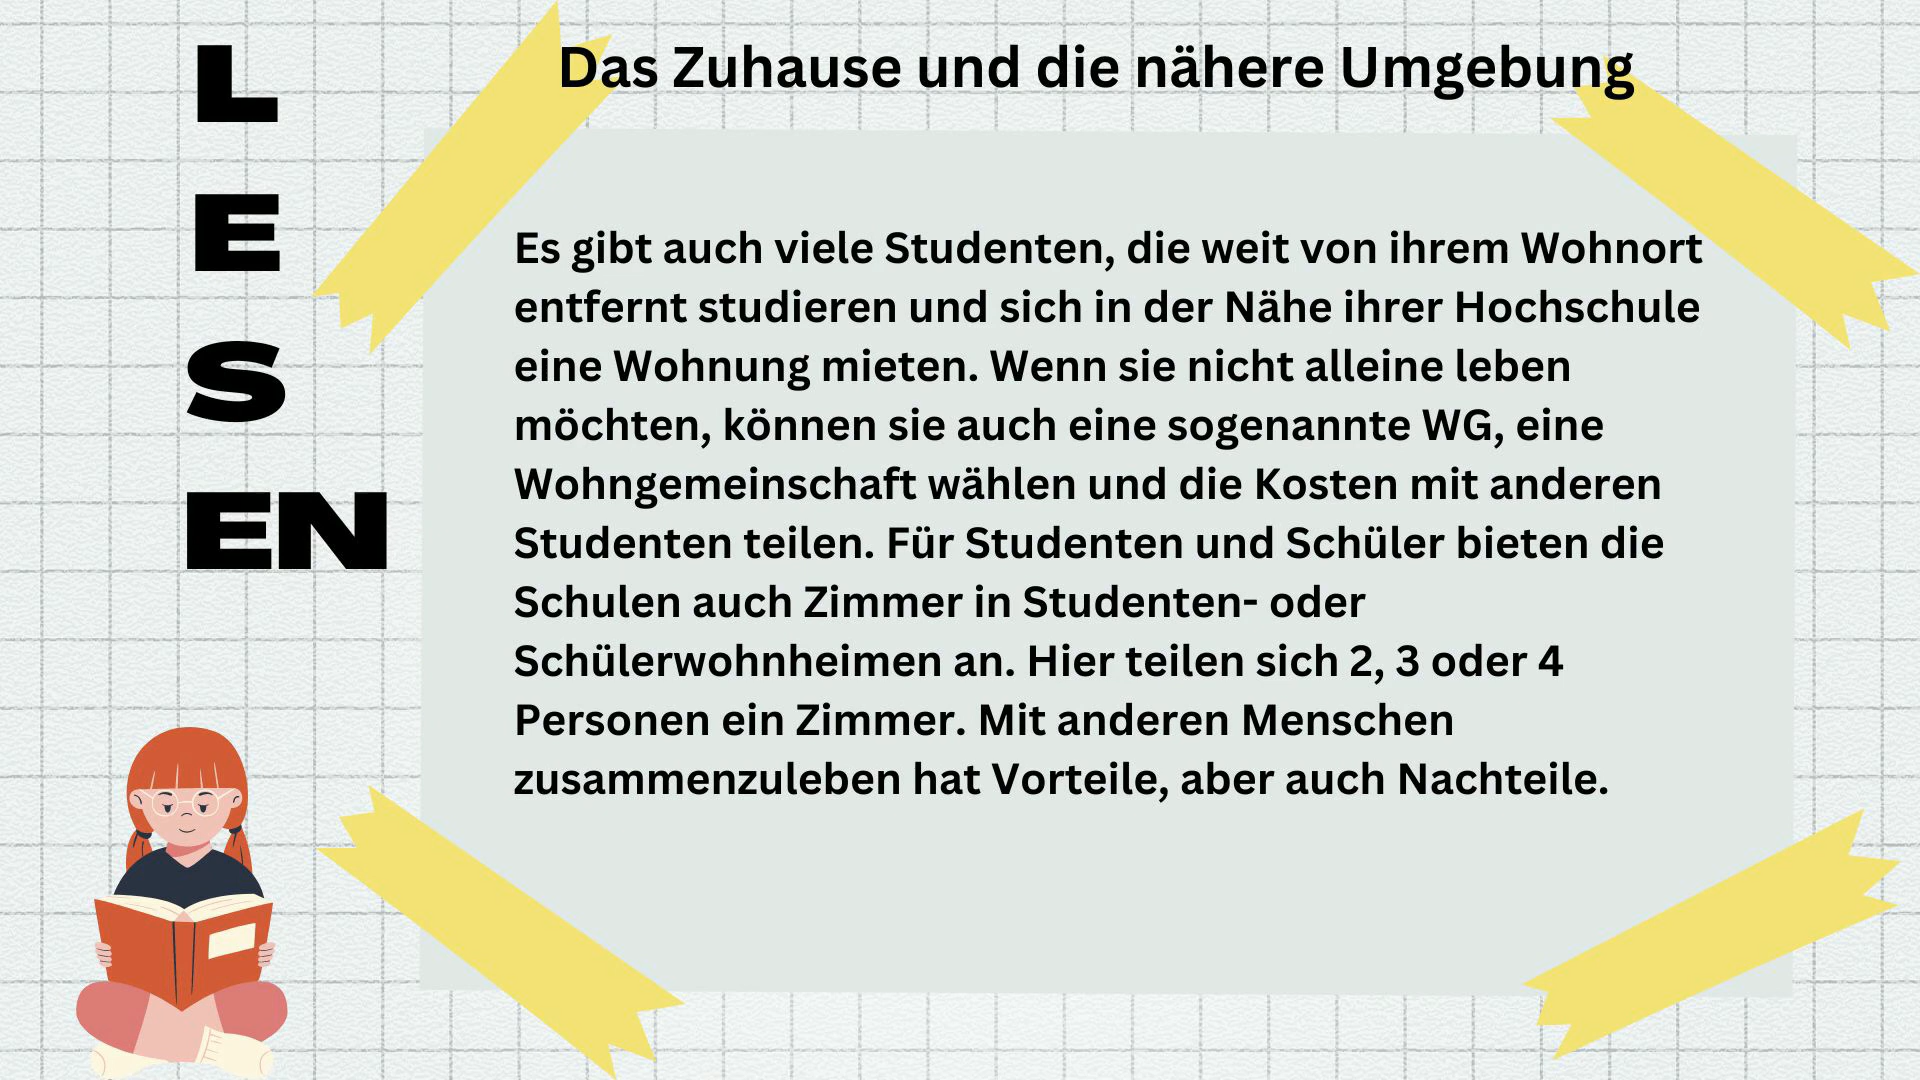 L
E
S
EN
Das Zuhause und die nähere Umgebung
Es gibt auch viele Studenten, die weit von ihrem Wohnort
entfernt studieren und sich in der Nähe ihrer Hochschule
eine Wohnung mieten. Wenn sie nicht alleine leben
möchten, können sie auch eine sogenannte WG, eine
Wohngemeinschaft wählen und die Kosten mit anderen
Studenten teilen. Für Studenten und Schüler bieten die
Schulen auch Zimmer in Studenten- oder
Schülerwohnheimen an. Hier teilen sich 2, 3 oder 4
Personen ein Zimmer. Mit anderen Menschen
zusammenzuleben hat Vorteile, aber auch Nachteile.